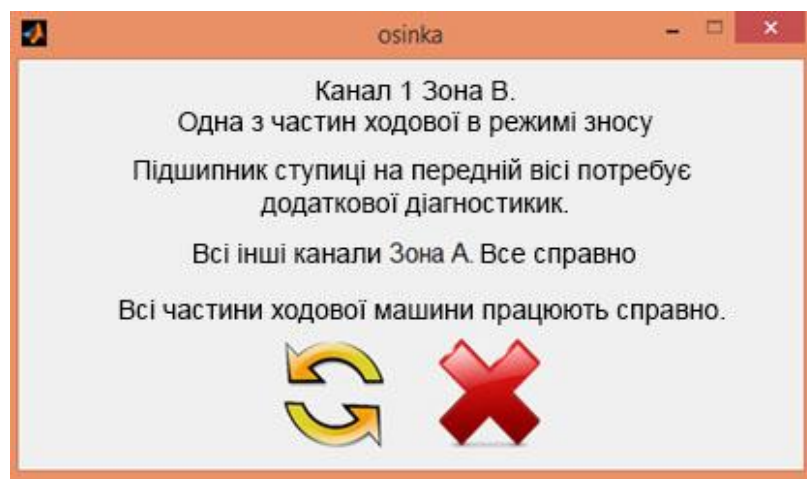 osinka
Канал 1 Зона В.
Одна з частин ходової в режимі зносу
Підшипник ступиці на передній вісі потребує
додаткової діагностикик.
Всі інші канали Зона А. Все справно
Всі частини ходової машини працюють справно.